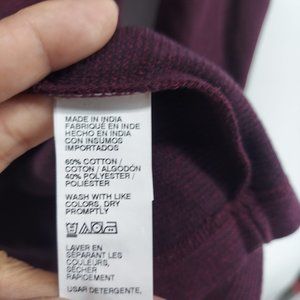 MADE IN INDIA
FABRIQUÉ EN INDE
HECHO EN INDIA
CON INSUMOS
IMPORTADOS
60% COTTON /
COTON / ALGODÓN
40% POLYESTER /
POLIÉSTER
WASH WITH LIKE
COLORS, DRY
PROMPTLY
LAVER EN
SÉPARANT LES
COULEURS,
SÉCHER
RAPIDEMENT
USAR DETERGENTE,